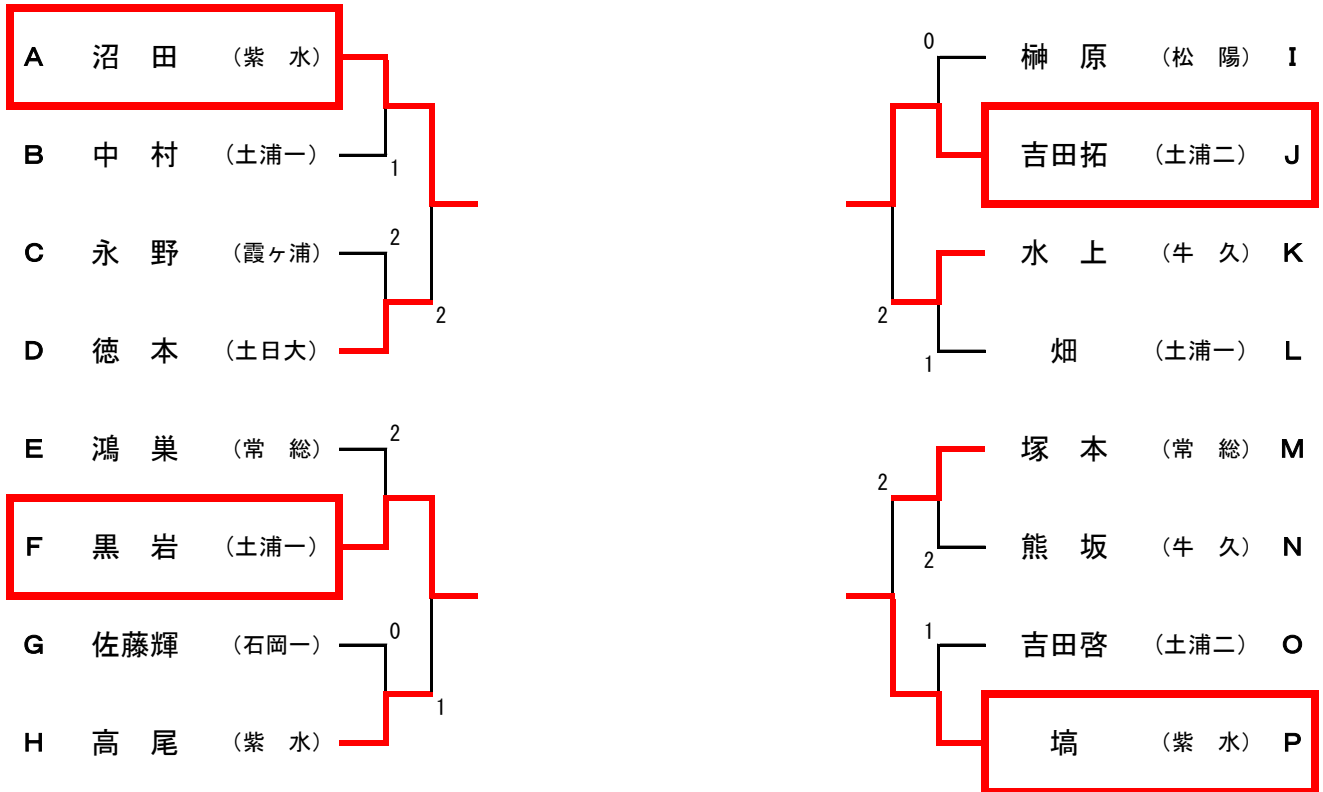 A 沼 田 (紫 水)
B 中 村 (土浦一)
1
C 永 野 (霞ヶ浦)
2
2
D 徳 本 (土日大)
E 鴻 巣 (常 総)
2
F 黒 岩 (土浦一)
G 佐藤輝 (石岡一)
0
1
H 高 尾 (紫 水)
0
榊 原 (松 陽) I
吉田拓 (土浦二) J
水 上 (牛 久) K
2
畑 (土浦一) L
1
塚 本 (常 総) M
2
熊 坂 (牛 久) N
2
1
吉田啓 (土浦二) O
塙 (紫 水) P